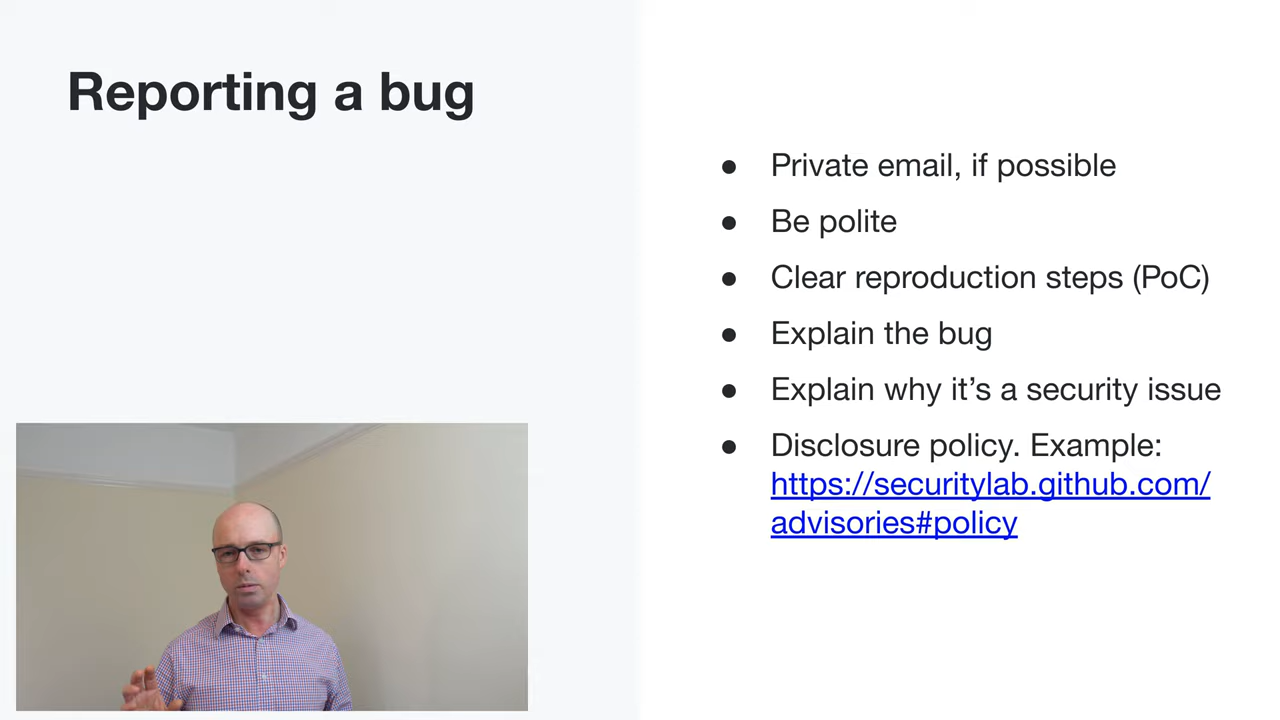 Reporting a bug
● Private email, if possible
● Be polite
● Clear reproduction steps (PoC)
● Explain the bug
● Explain why it’s a security issue
● Disclosure policy. Example:
https://securitylab.github.com/
advisories#policy